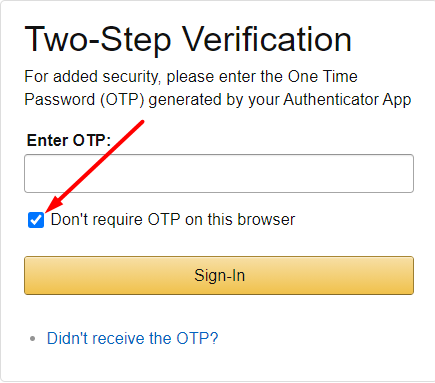 Two-Step Verification
For added security, please enter the One Time
Password (OTP) generated by your Authenticator App
Enter OTP:
Don't require OTP on this browser
Sign-In
Didn't receive the OTP?